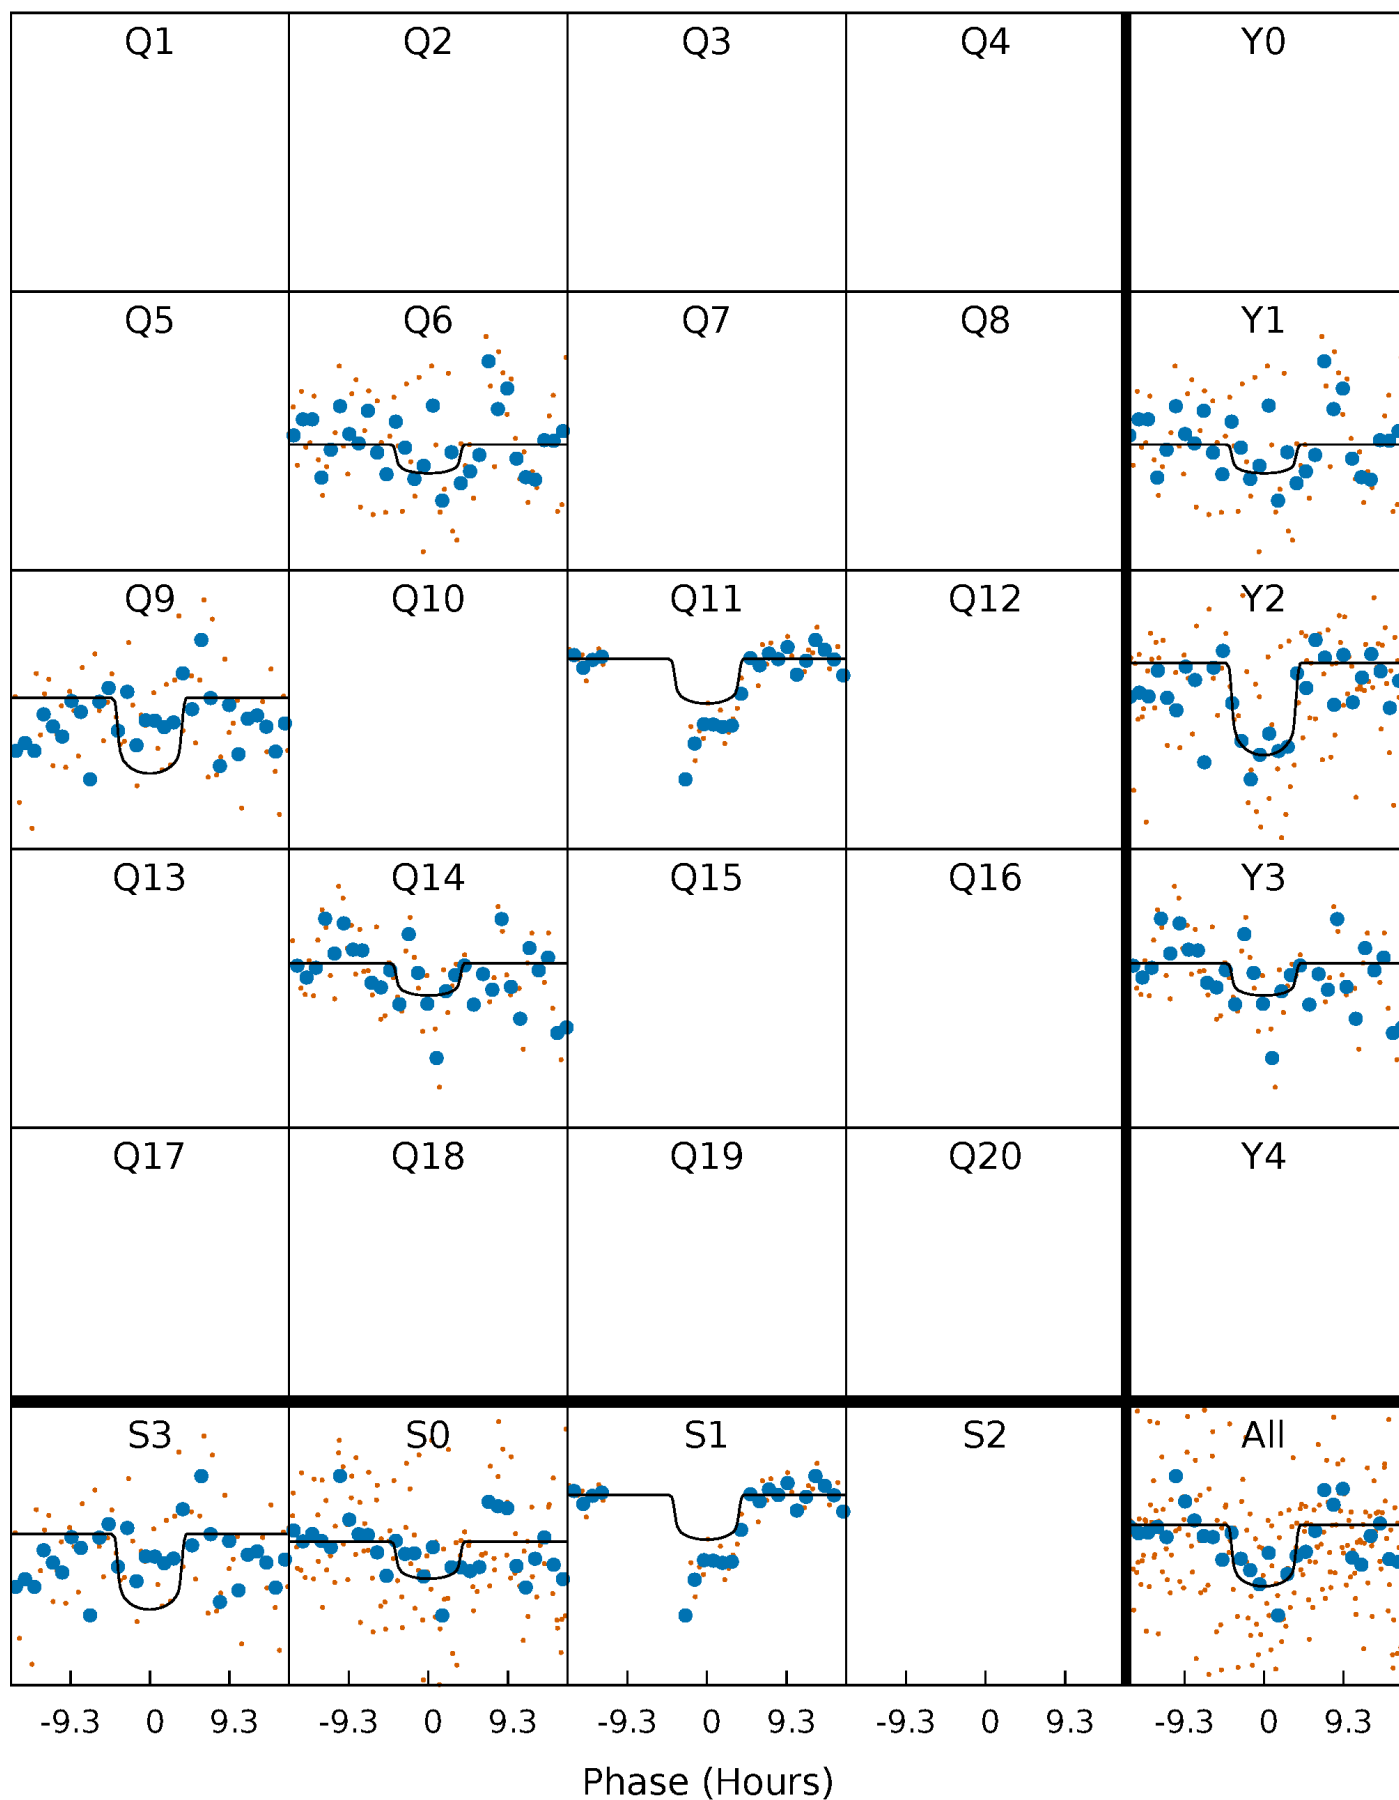 Q1 Q2 Q3 Q4 Y0
Q5 Q6 Q7 Q8 Y1
Q9 Q10 Q11 Q12 Y2
Q13 Q14 Q15 Q16 Y3
Q17 Q18 Q19 Q20 Y4
S3 S0 S1 S2 All
-9.3 0 9.3 -9.3 0 9.3 -9.3 0 9.3 -9.3 0 9.3 -9.3 0 9.3
Phase (Hours)